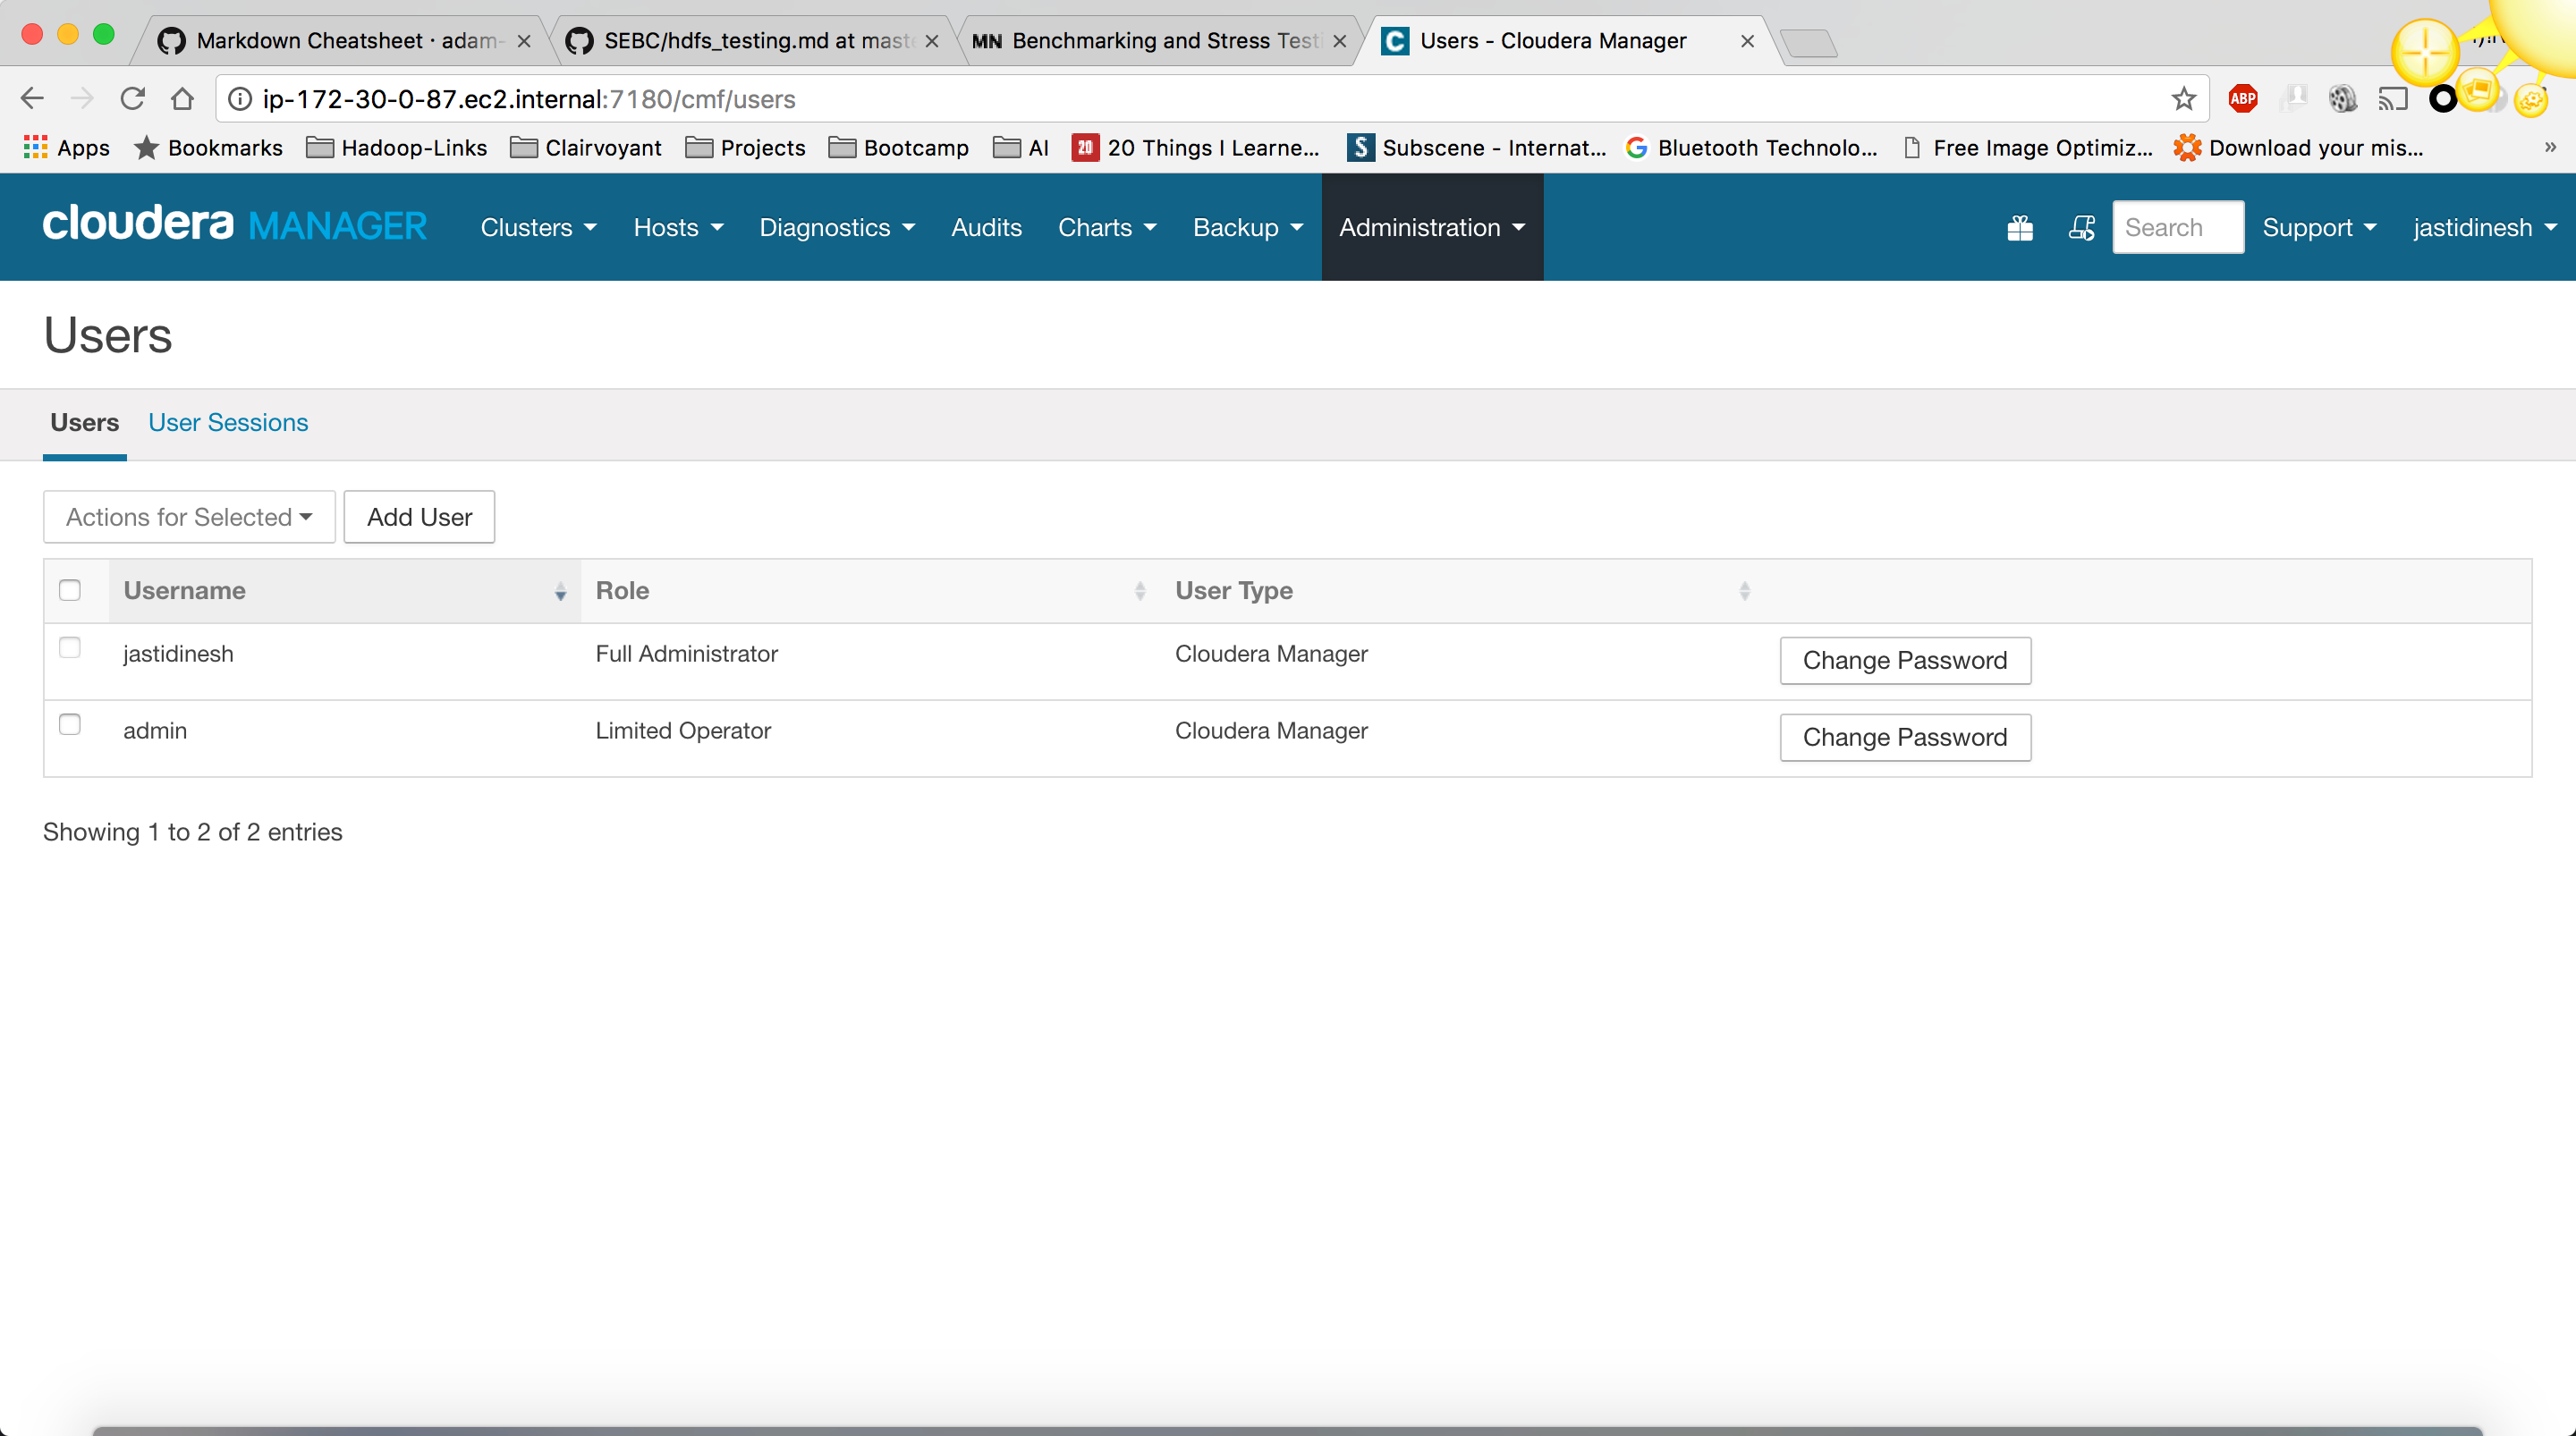 Markdown Cheatsheet · adam-
SEBC/hdfs_testing.md at mast
MN Benchmarking and Stress Test
C Users - Cloudera Manager
ip-172-30-0-87.ec2.internal:7180/cmf/users
ABP
Apps Bookmarks Hadoop-Links Clairvoyant Projects Bootcamp AI 20 20 Things I Learne... S Subscene - Internat... G Bluetooth Technolo... Free Image Optimiz... Download your mis... »
cloudera MANAGER Clusters Hosts Diagnostics Audits Charts Backup Administration Search Support jastidinesh
Users
Users User Sessions
Actions for Selected Add User
Username Role User Type
jastidinesh Full Administrator Cloudera Manager Change Password
admin Limited Operator Cloudera Manager Change Password
Showing 1 to 2 of 2 entries